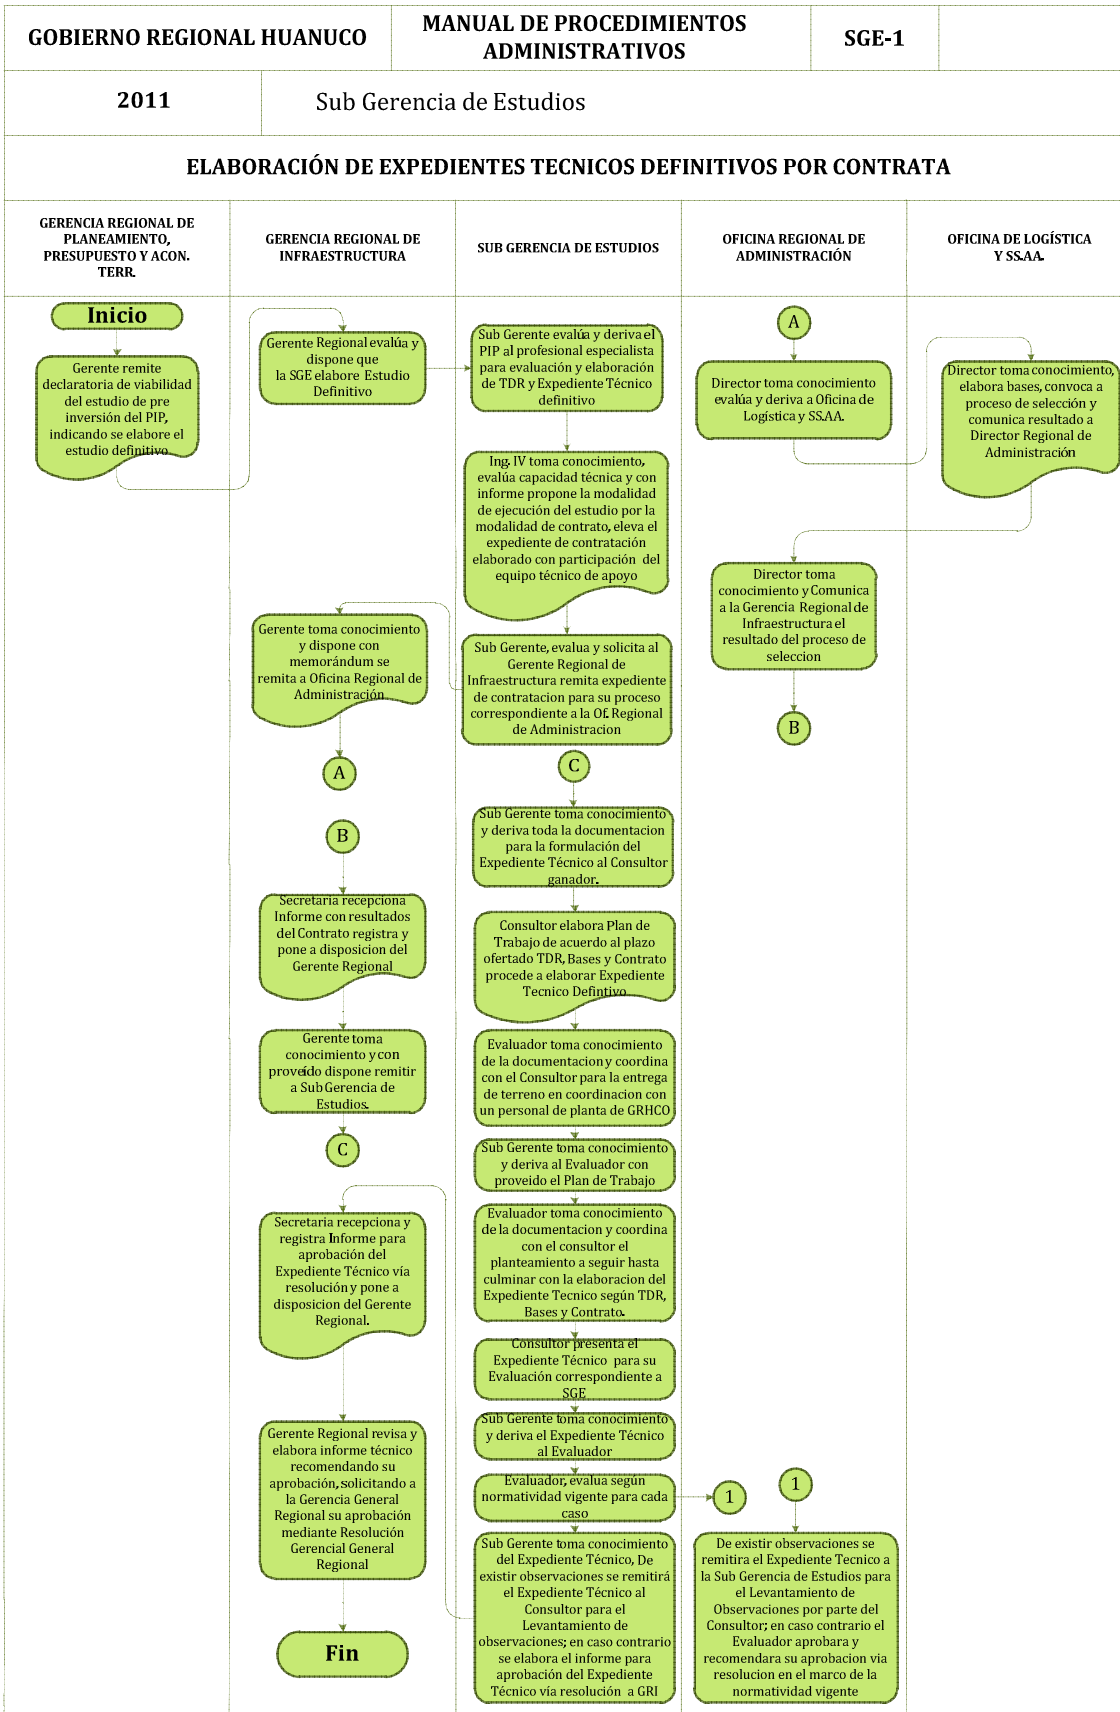 GOBIERNO REGIONAL HUANUCO
MANUAL DE PROCEDIMIENTOS
ADMINISTRATIVOS
SGE-1
2011
Sub Gerencia de Estudios
ELABORACIÓN DE EXPEDIENTES TECNICOS DEFINITIVOS POR CONTRATA
GERENCIA REGIONAL DE
PLANEAMIENTO,
PRESUPUESTO Y ACON.
TERR.
GERENCIA REGIONAL DE
INFRAESTRUCTURA
SUB GERENCIA DE ESTUDIOS
OFICINA REGIONAL DE
ADMINISTRACIÓN
OFICINA DE LOGÍSTICA
Y SS.AA.
Inicio
Gerente remite
declaratoria de viabilidad
del estudio de pre
inversión del PIP,
indicando se elabore el
estudio definitivo
Gerente Regional evalúa y
dispone que
la SGE elabore Estudio
Definitivo
Sub Gerente evalúa y deriva el
PIP al profesional especialista
para evaluación y elaboración
de TDR y Expediente Técnico
definitivo
Ing. IV toma conocimiento,
evalúa capacidad técnica y con
informe propone la modalidad
de ejecución del estudio por la
modalidad de contrato, eleva el
expediente de contratación
elaborado con participación del
equipo técnico de apoyo
Sub Gerente, evalua y solicita al
Gerente Regional de
Infraestructura remita expediente
de contratacion para su proceso
correspondiente a la Of. Regional
de Administracion
Gerente toma conocimiento
y dispone con
memorándum se
remita a Oficina Regional de
Administración
A
A
Director toma conocimiento
evalúa y deriva a Oficina de
Logística y SS.AA.
Director toma conocimiento,
elabora bases, convoca a
proceso de selección y
comunica resultado a
Director Regional de
Administración
Director toma
conocimiento y Comunica
a la Gerencia Regional de
Infraestructura el
resultado del proceso de
seleccion
B
B
Secretaria recepciona
Informe con resultados
del Contrato registra y
pone a disposicion del
Gerente Regional
Gerente toma
conocimiento y con
proveído dispone remitir
a Sub Gerencia de
Estudios.
C
C
Sub Gerente toma conocimiento
y deriva toda la documentacion
para la formulación del
Expediente Técnico al Consultor
ganador.
Consultor elabora Plan de
Trabajo de acuerdo al plazo
ofertado TDR, Bases y Contrato
procede a elaborar Expediente
Tecnico Defintivo
Evaluador toma conocimiento
de la documentacion y coordina
con el Consultor para la entrega
de terreno en coordinacion con
un personal de planta de GRHCO
Sub Gerente toma conocimiento
y deriva al Evaluador con
proveido el Plan de Trabajo
Evaluador toma conocimiento
de la documentacion y coordina
con el consultor el
planteamiento a seguir hasta
culminar con la elaboracion del
Expediente Tecnico según TDR,
Bases y Contrato.
Consultor presenta el
Expediente Técnico para su
Evaluación correspondiente a
SGE
Sub Gerente toma conocimiento
y deriva el Expediente Técnico
al Evaluador
Evaluador, evalua según
normatividad vigente para cada
caso
1
1
De existir observaciones se
remitira el Expediente Tecnico a
la Sub Gerencia de Estudios para
el Levantamiento de
Observaciones por parte del
Consultor; en caso contrario el
Evaluador aprobara y
recomendara su aprobacion via
resolucion en el marco de la
normatividad vigente
Sub Gerente toma conocimiento
del Expediente Técnico, De
existir observaciones se remitirá
el Expediente Técnico al
Consultor para el
Levantamiento de
observaciones; en caso contrario
se elabora el informe para
aprobación del Expediente
Técnico vía resolución a GRI
Secretaria recepciona y
registra Informe para
aprobación del
Expediente Técnico vía
resolución y pone a
disposicion del Gerente
Regional.
Gerente Regional revisa y
elabora informe técnico
recomendando su
aprobación, solicitando a
la Gerencia General
Regional su aprobación
mediante Resolución
Gerencial General
Regional
Fin